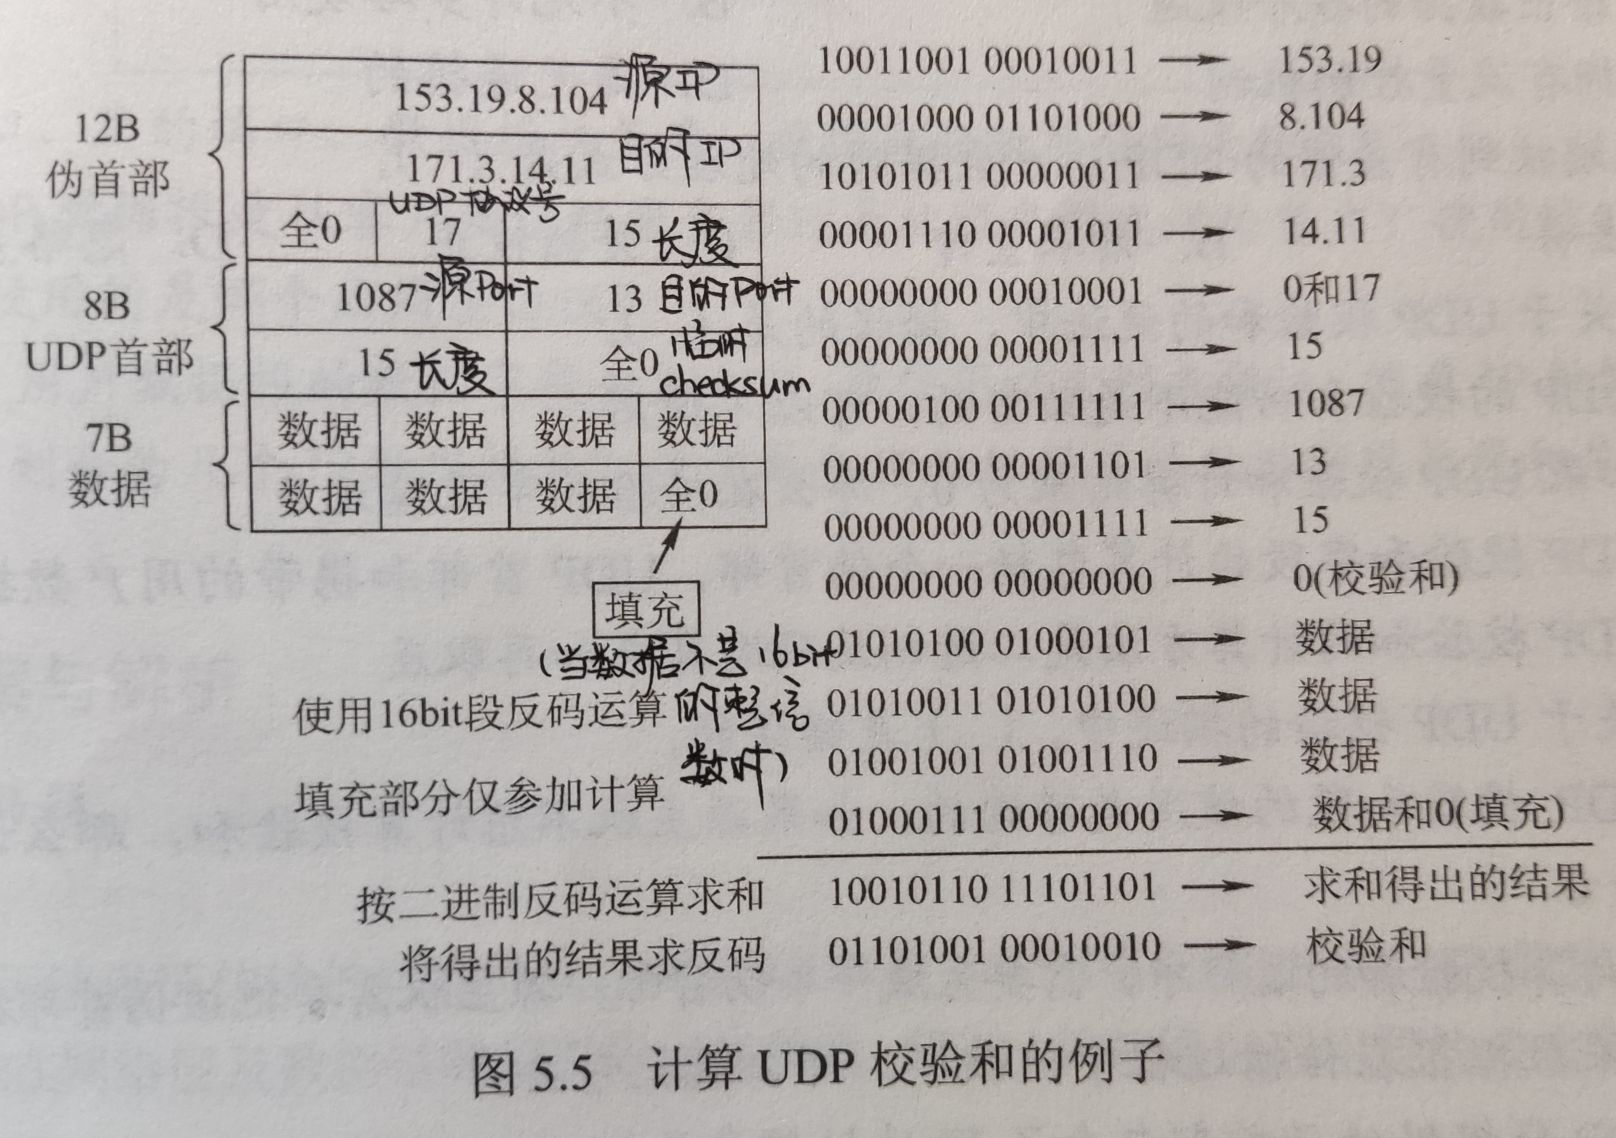 12B
伪首部
153.19.8.104 源IP
171.3.14.11 目的IP
UDP协议号
全0 17 15 长度
8B
UDP首部
1087 源Port 13 目的Port
15 长度 全0 临时
checksum
7B
数据
数据 数据 数据 数据
数据 数据 数据 全0
填充
(当数据不是16bit
的整倍
数时)
使用16bit段反码运算
填充部分仅参加计算
10011001 00010011 → 153.19
00001000 01101000 → 8.104
10101011 00000011 → 171.3
00001110 00001011 → 14.11
00000000 00010001 → 0和17
00000000 00001111 → 15
00000100 00111111 → 1087
00000000 00001101 → 13
00000000 00001111 → 15
00000000 00000000 → 0(校验和)
01010100 01000101 → 数据
01010011 01010100 → 数据
01001001 01001110 → 数据
01000111 00000000 → 数据和0(填充)
按二进制反码运算求和 10010110 11101101 → 求和得出的结果
将得出的结果求反码 01101001 00010010 → 校验和
图 5.5 计算 UDP 校验和的例子